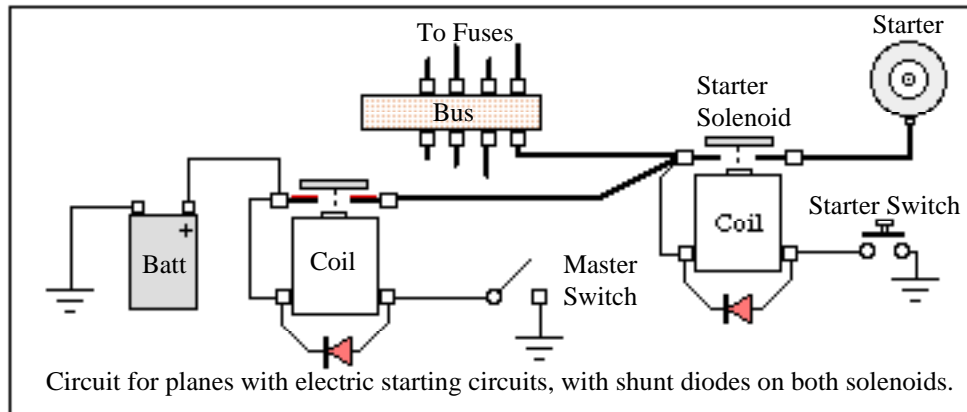 To Fuses
Starter
Bus
Starter
Solenoid
+
Batt
Coil
Master
Switch
Coil
Starter Switch
Circuit for planes with electric starting circuits, with shunt diodes on both solenoids.